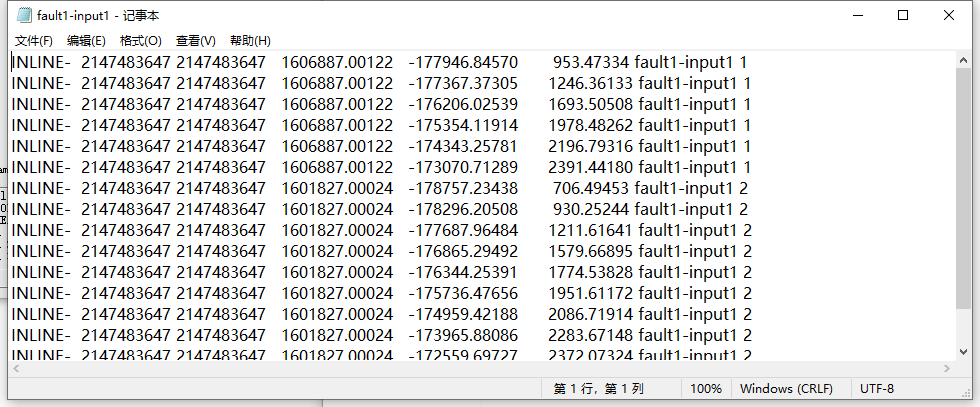 fault1-input1 - 记事本
文件(F) 编辑(E) 格式(O) 查看(V) 帮助(H)
INLINE- 2147483647 2147483647 1606887.00122 -177946.84570 953.47334 fault1-input1 1
INLINE- 2147483647 2147483647 1606887.00122 -177367.37305 1246.36133 fault1-input1 1
INLINE- 2147483647 2147483647 1606887.00122 -176206.02539 1693.50508 fault1-input1 1
INLINE- 2147483647 2147483647 1606887.00122 -175354.11914 1978.48262 fault1-input1 1
INLINE- 2147483647 2147483647 1606887.00122 -174343.25781 2196.79316 fault1-input1 1
INLINE- 2147483647 2147483647 1606887.00122 -173070.71289 2391.44180 fault1-input1 1
INLINE- 2147483647 2147483647 1601827.00024 -178757.23438 706.49453 fault1-input1 2
INLINE- 2147483647 2147483647 1601827.00024 -178296.20508 930.25244 fault1-input1 2
INLINE- 2147483647 2147483647 1601827.00024 -177687.96484 1211.61641 fault1-input1 2
INLINE- 2147483647 2147483647 1601827.00024 -176865.29492 1579.66895 fault1-input1 2
INLINE- 2147483647 2147483647 1601827.00024 -176344.25391 1774.53828 fault1-input1 2
INLINE- 2147483647 2147483647 1601827.00024 -175736.47656 1951.61172 fault1-input1 2
INLINE- 2147483647 2147483647 1601827.00024 -174959.42188 2086.71914 fault1-input1 2
INLINE- 2147483647 2147483647 1601827.00024 -173965.88086 2283.67148 fault1-input1 2
INLINE- 2147483647 2147483647 1601827.00024 -172559.69727 2372.07324 fault1-input1 2
第 1 行，第 1 列 100% Windows (CRLF) UTF-8